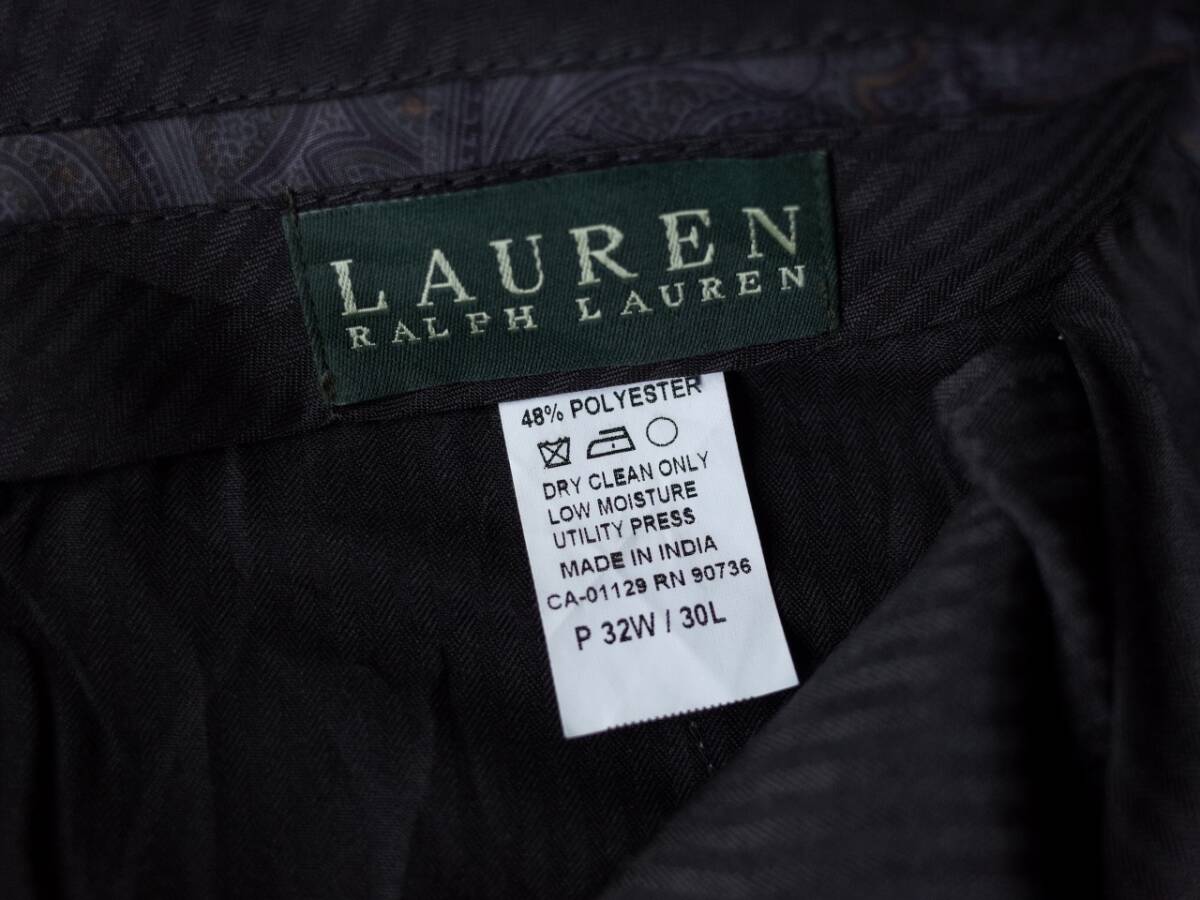 LAUREN
RALPH LAUREN
48% POLYESTER
DRY CLEAN ONLY
LOW MOISTURE
UTILITY PRESS
MADE IN INDIA
CA-01129 RN 90736
P 32W / 30L